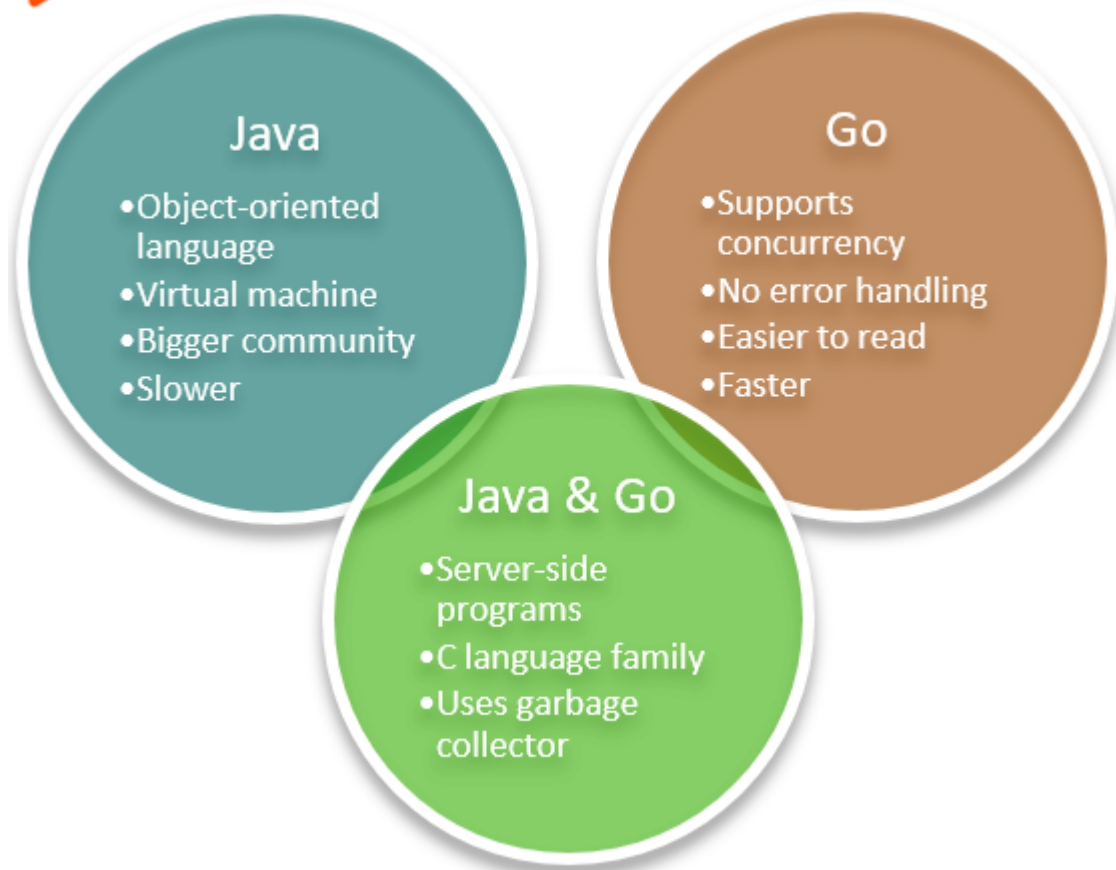 Java
•Object-oriented
language
•Virtual machine
•Bigger community
•Slower
Go
•Supports
concurrency
•No error handling
•Easier to read
•Faster
Java & Go
•Server-side
programs
•C language family
•Uses garbage
collector